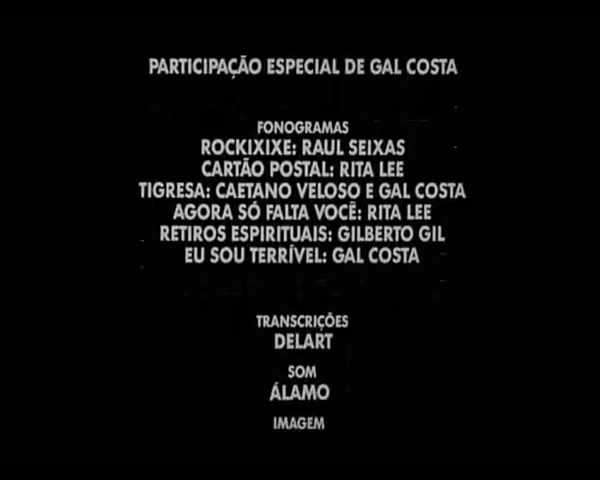 PARTICIPAÇÃO ESPECIAL DE GAL COSTA
FONOGRAMAS
ROCKIXIXE: RAUL SEIXAS
CARTÃO POSTAL: RITA LEE
TIGRESA: CAETANO VELOSO E GAL COSTA
AGORA SÓ FALTA VOCÊ: RITA LEE
RETIROS ESPIRITUAIS: GILBERTO GIL
EU SOU TERRÍVEL: GAL COSTA
TRANSCRIÇÕES
DELART
SOM
ÁLAMO
IMAGEM